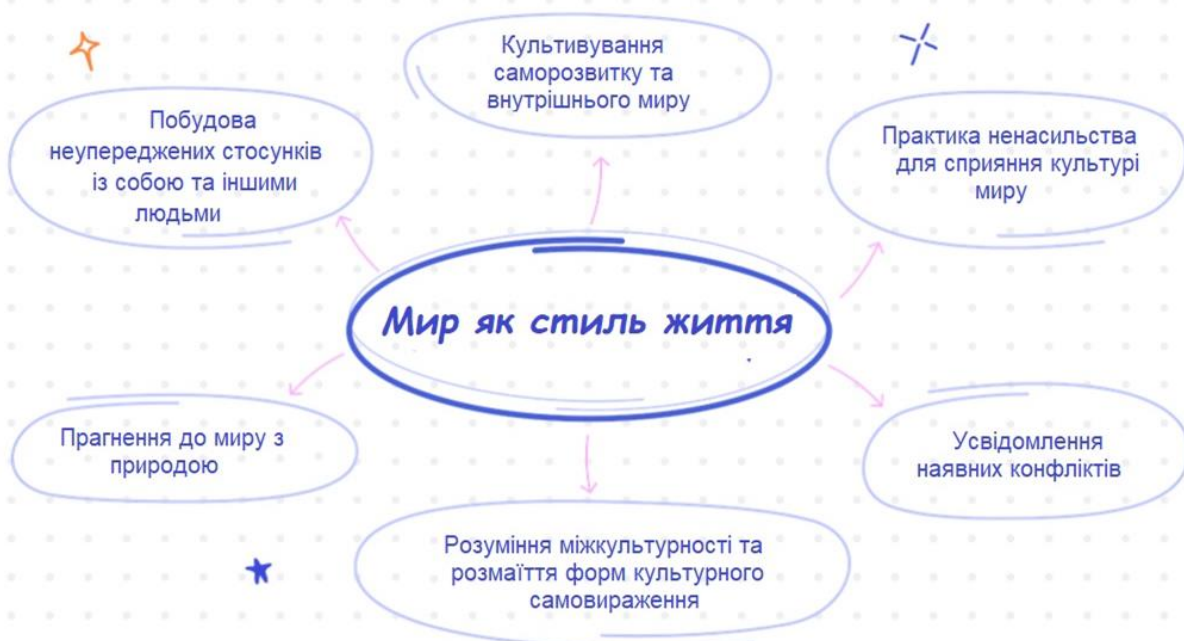 Культивування
саморозвитку та
внутрішнього миру
Побудова
неупереджених стосунків
із собою та іншими
людьми
Практика ненасильства
для сприяння культурі
миру
Мир як стиль життя
Прагнення до миру з
природою
Усвідомлення
наявних конфліктів
Розуміння міжкультурності та
розмаїття форм культурного
самовираження